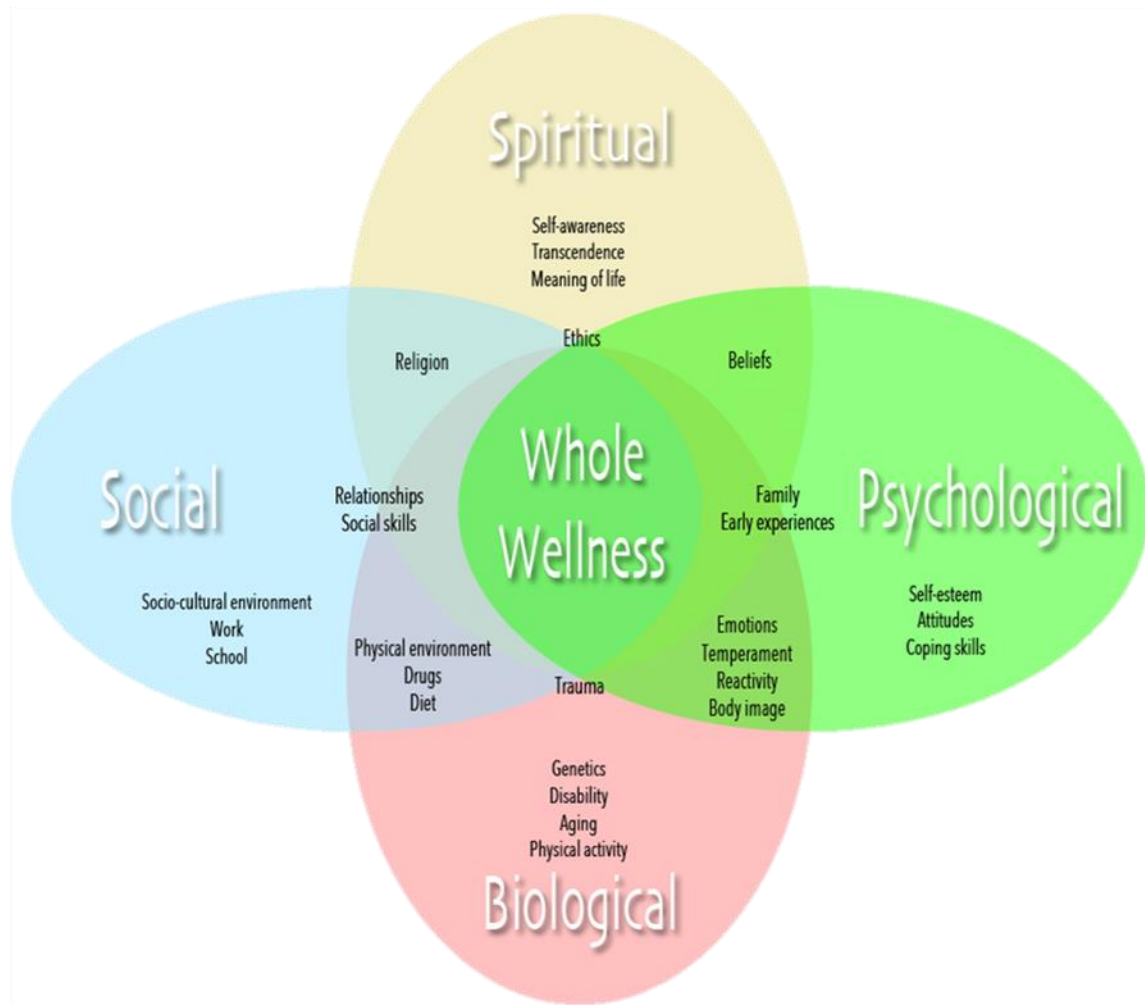 Spiritual
Self-awareness
Transcendence
Meaning of life
Ethics
Religion
Beliefs
Whole
Wellness
Social
Relationships
Social skills
Family
Early experiences
Psychological
Socio-cultural environment
Work
School
Self-esteem
Attitudes
Coping skills
Physical environment
Drugs
Diet
Emotions
Temperament
Reactivity
Body image
Trauma
Genetics
Disability
Aging
Physical activity
Biological